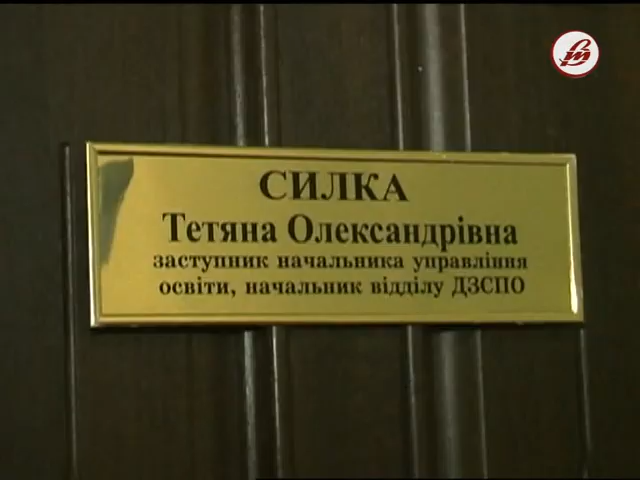 СИЛКА
Тетяна Олександрівна
заступник начальника управління
освіти, начальник відділу ДЗСПО